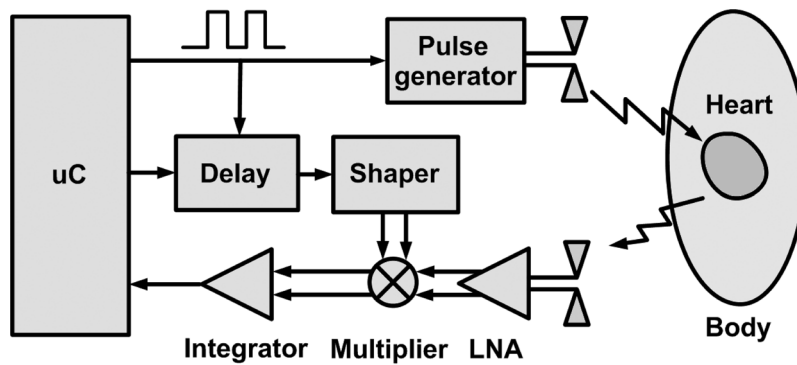 Pulse
generator
Heart
uC
Delay
Shaper
Integrator
Multiplier
LNA
Body